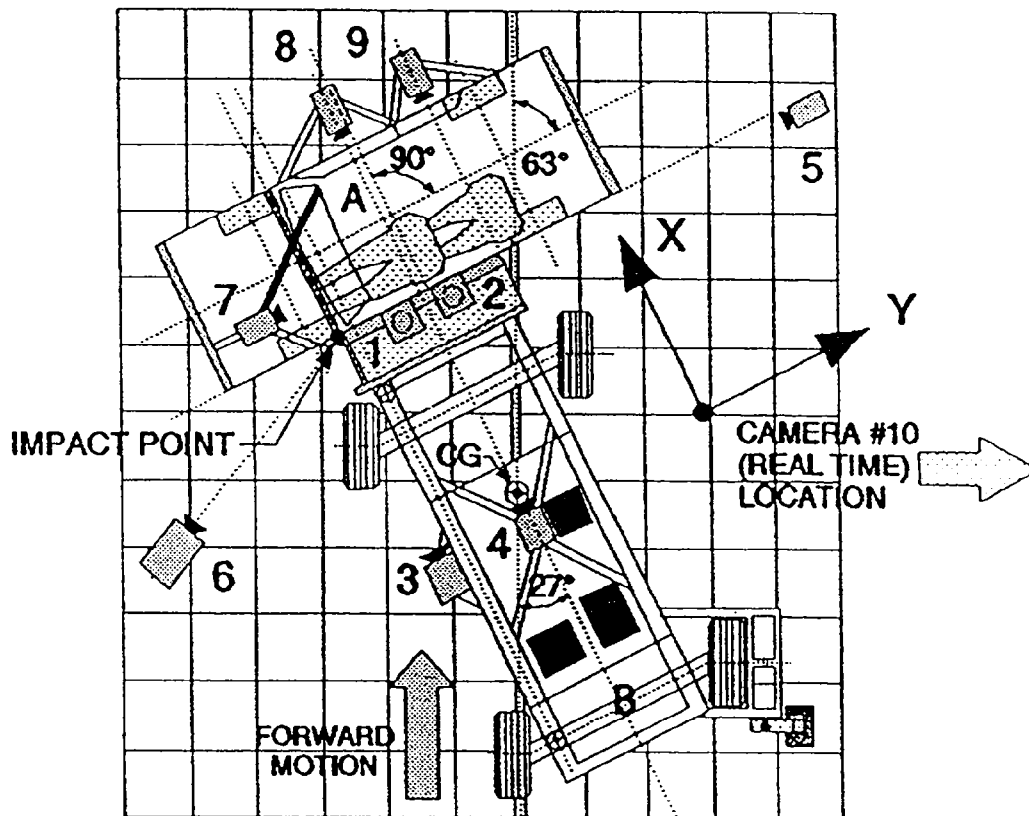 8
9
90°
63°
A
5
X
7
2
Y
1
IMPACT POINT
CG
CAMERA #10
(REAL TIME)
LOCATION
4
6
3
27°
B
FORWARD
MOTION